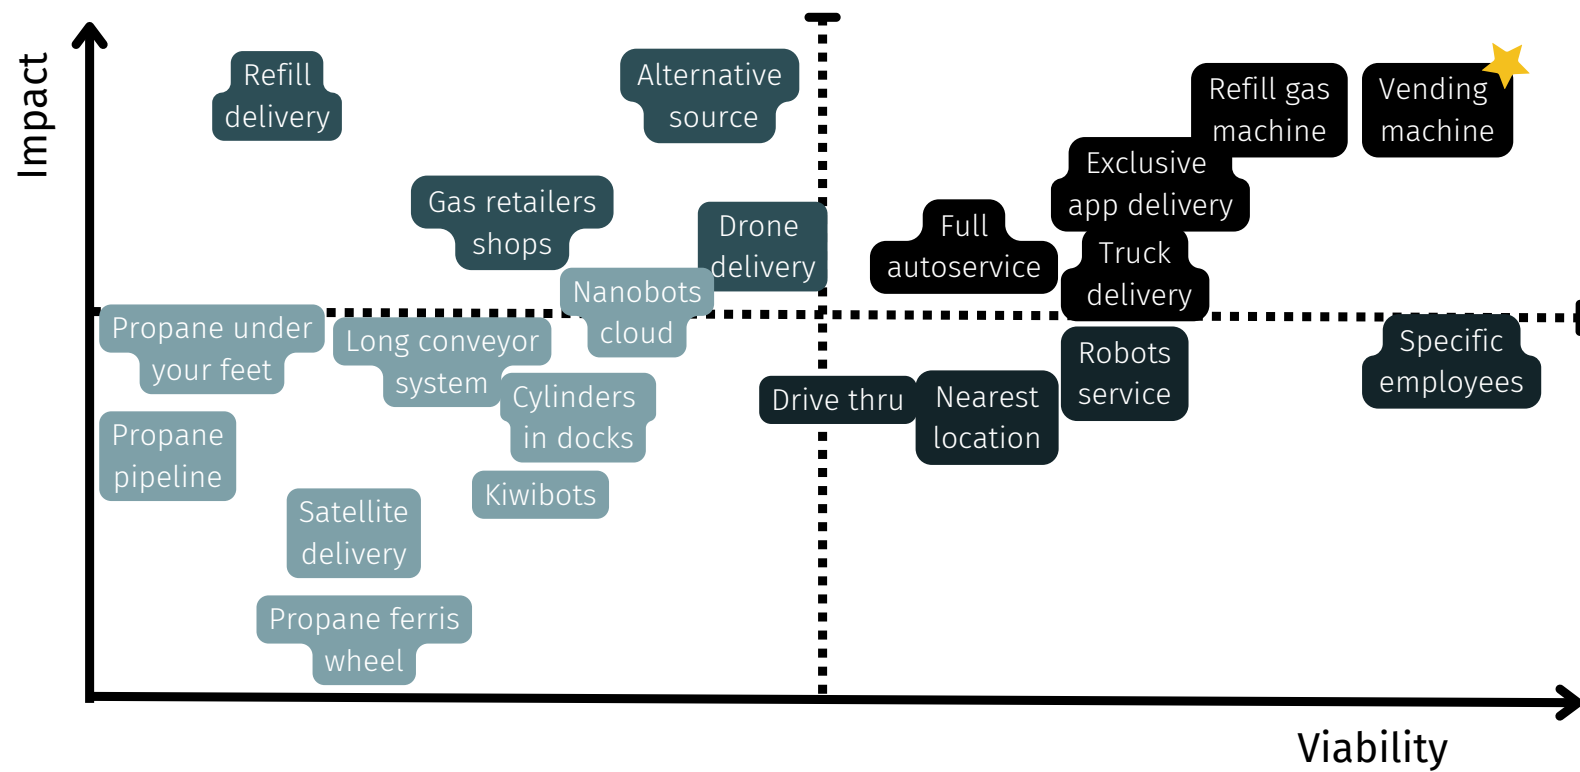 Impact
Refill
delivery
Alternative
source
Refill gas
machine
Vending
machine
Exclusive
app delivery
Gas retailers
shops
Drone
delivery
Full
autoservice
Truck
delivery
Nanobots
cloud
Propane under
your feet
Long conveyor
system
Robots
service
Specific
employees
Cylinders
in docks
Drive thru
Nearest
location
Propane
pipeline
Kiwibots
Satellite
delivery
Propane ferris
wheel
Viability